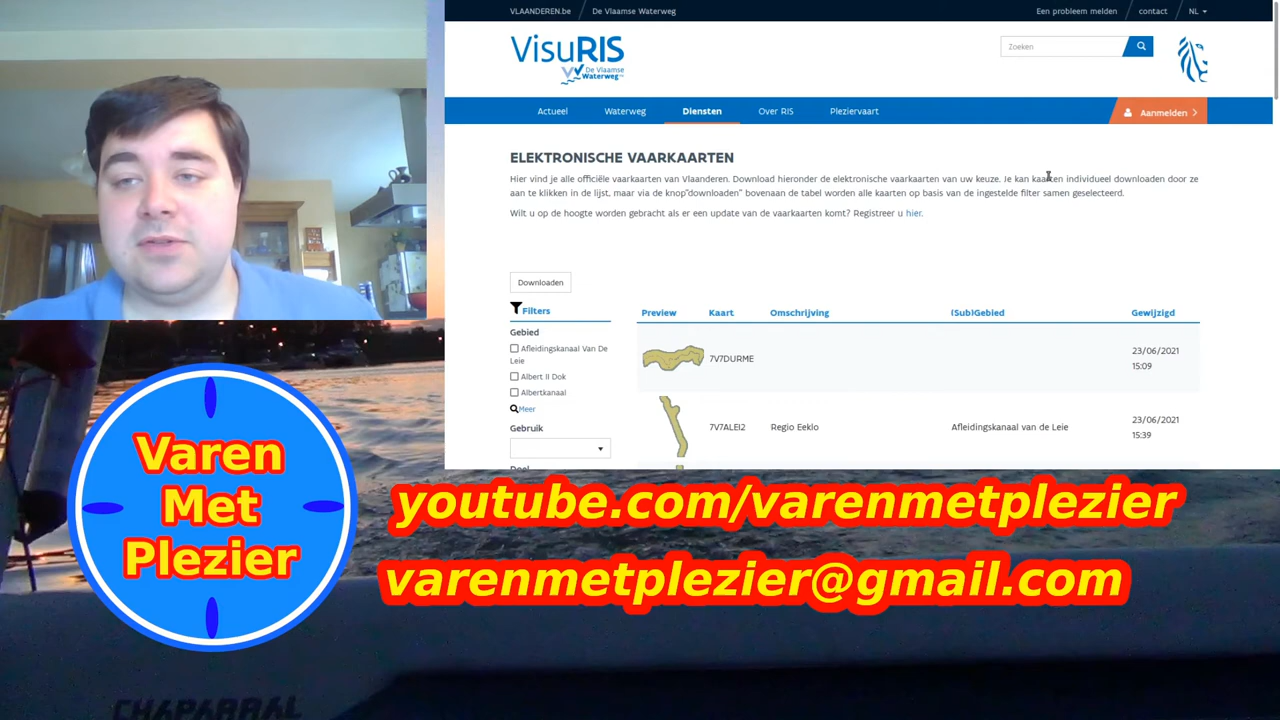 VLAANDEREN.be De Vlaamse Waterweg Een probleem melden contact NL
VisuRIS
De Vlaamse
Waterweg
Zoeken
Actueel Waterweg Diensten Over RIS Pleziervaart Aanmelden
ELEKTRONISCHE VAARKAARTEN
Hier vind je alle officiële vaarkaarten van Vlaanderen. Download hieronder de elektronische vaarkaarten van uw keuze. Je kan kaarten individueel downloaden door ze
aan te klikken in de lijst, maar via de knop"downloaden" bovenaan de tabel worden alle kaarten op basis van de ingestelde filter samen geselecteerd.
Wilt u op de hoogte worden gebracht als er een update van de vaarkaarten komt? Registreer u hier.
Downloaden
Filters
Gebied
Afleidingskanaal Van De
Leie
Albert II Dok
Albertkanaal
Meer
Gebruik
Doel
Preview Kaart Omschrijving (Sub)Gebied Gewijzigd
7V7DURME 23/06/2021
15:09
7V7ALEI2 Regio Eeklo Afleidingskanaal van de Leie 23/06/2021
15:39
Varen
Met
Plezier
youtube.com/varenmetplezier
varenmetplezier@gmail.com
CHAPARRAL